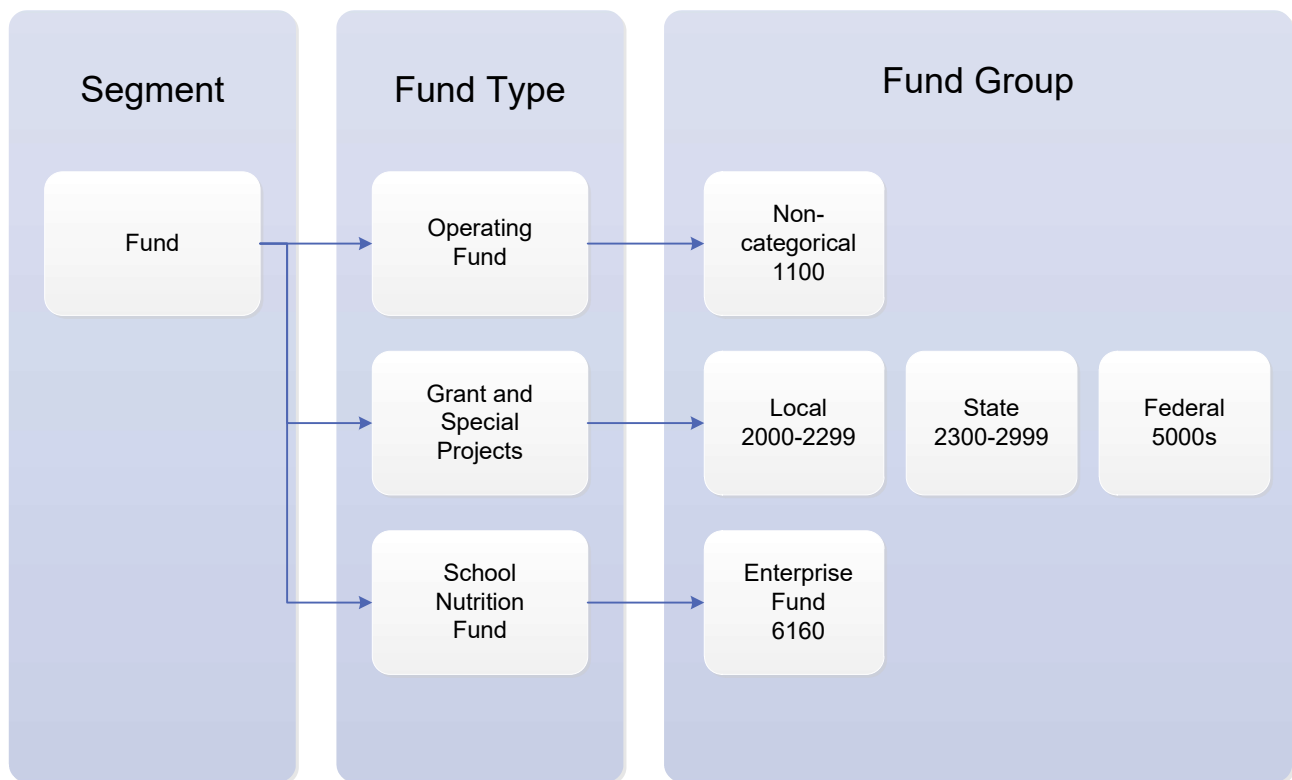 Segment
Fund Type
Fund Group
Fund
Operating
Fund
Non-
categorical
1100
Grant and
Special
Projects
Local
2000-2299
State
2300-2999
Federal
5000s
School
Nutrition
Fund
Enterprise
Fund
6160